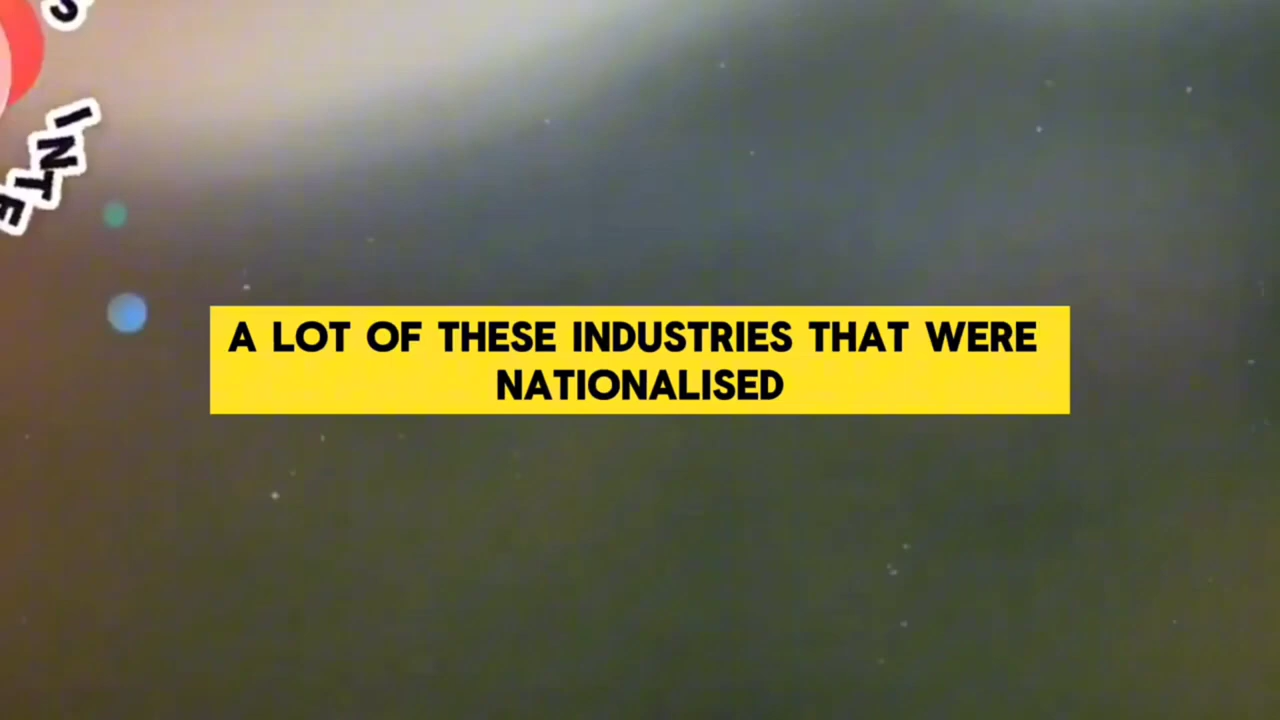 A LOT OF THESE INDUSTRIES THAT WERE
NATIONALISED